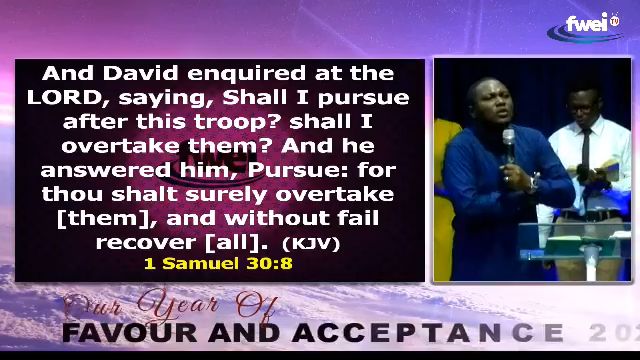 fwei TV
And David enquired at the
LORD, saying, Shall I pursue
after this troop? shall I
overtake them? And he
answered him, Pursue: for
thou shalt surely overtake
[them], and without fail
recover [all]. (KJV)
1 Samuel 30:8
Our Year Of
FAVOUR AND ACCEPTANCE